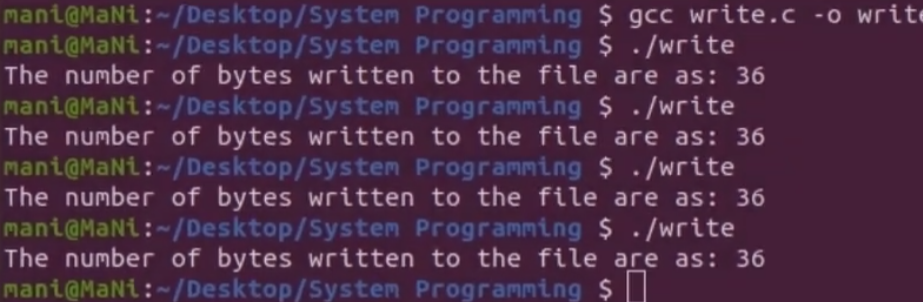 mani@MaNi:~/Desktop/System Programming $ gcc write.c -o write
mani@MaNi:~/Desktop/System Programming $ ./write
The number of bytes written to the file are as: 36
mani@MaNi:~/Desktop/System Programming $ ./write
The number of bytes written to the file are as: 36
mani@MaNi:~/Desktop/System Programming $ ./write
The number of bytes written to the file are as: 36
mani@MaNi:~/Desktop/System Programming $ ./write
The number of bytes written to the file are as: 36
mani@MaNi:~/Desktop/System Programming $